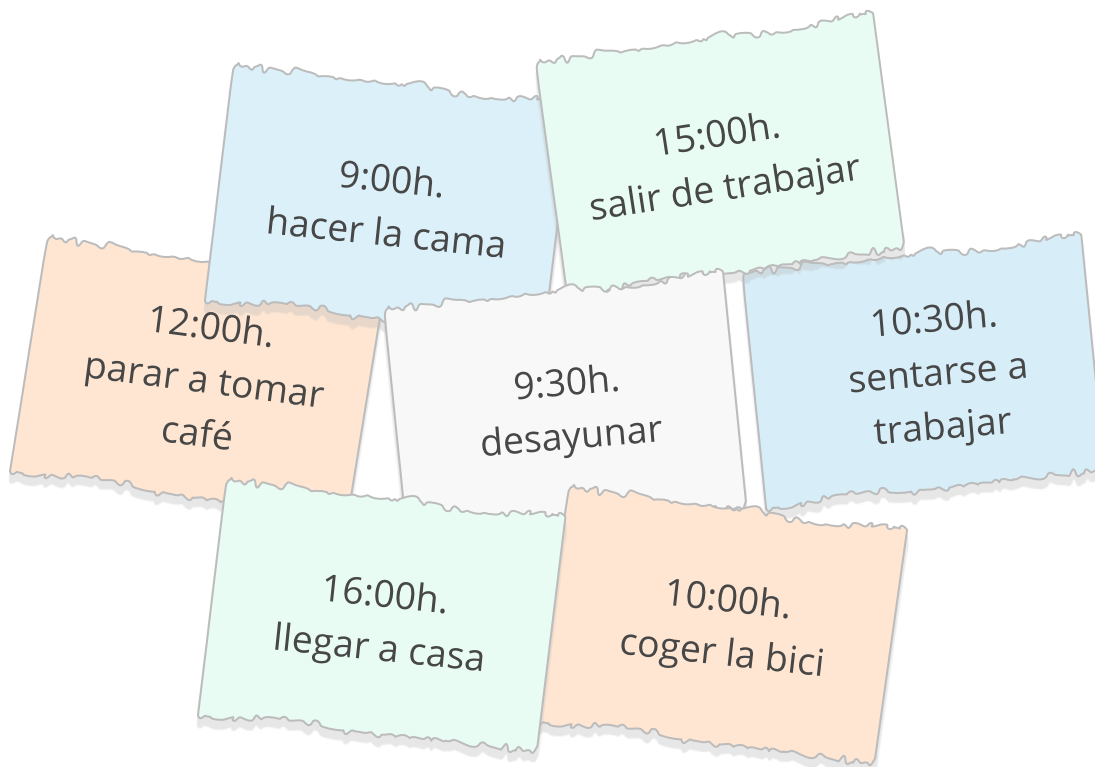 15:00h.
salir de trabajar
9:00h.
hacer la cama
12:00h.
parar a tomar
café
9:30h.
desayunar
10:30h.
sentarse a
trabajar
16:00h.
llegar a casa
10:00h.
coger la bici